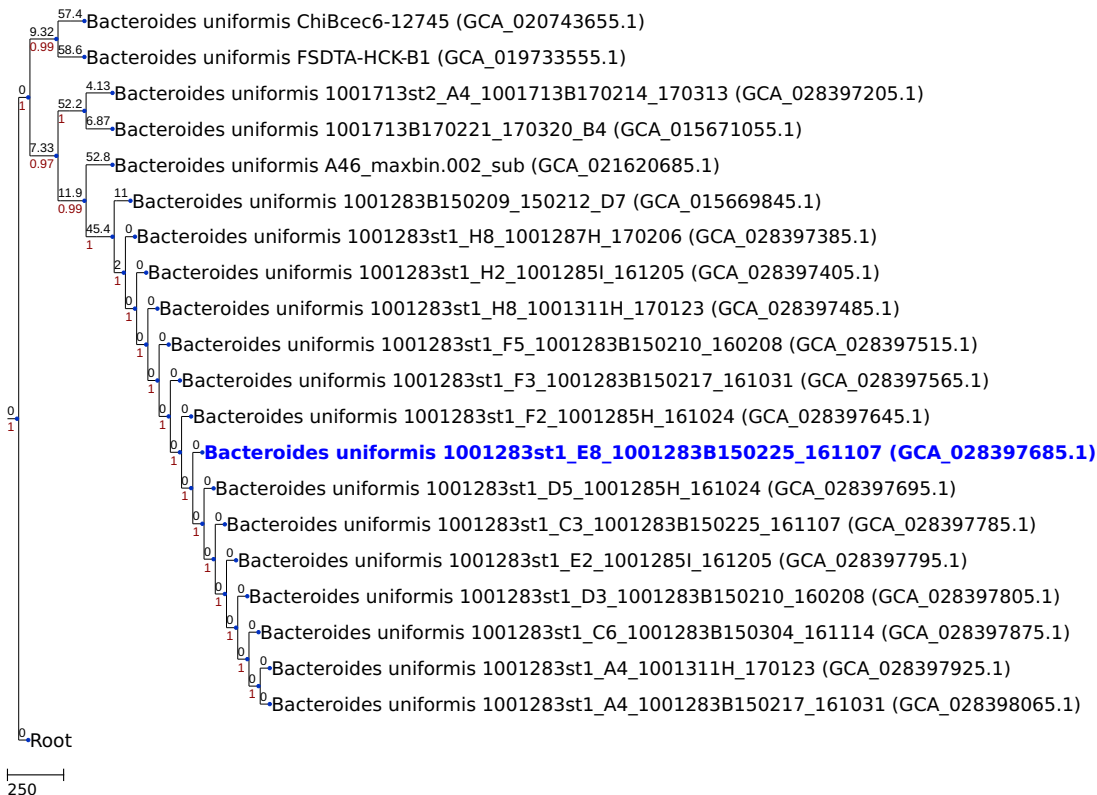 57.4
Bacteroides uniformis ChiBcec6-12745 (GCA_020743655.1)
9.32
0.99
58.6
Bacteroides uniformis FSDTA-HCK-B1 (GCA_019733555.1)
4.13
Bacteroides uniformis 1001713st2_A4_1001713B170214_170313 (GCA_028397205.1)
0
1
52.2
1
6.87
Bacteroides uniformis 1001713B170221_170320_B4 (GCA_015671055.1)
7.33
0.97
52.8
Bacteroides uniformis A46_maxbin.002_sub (GCA_021620685.1)
11.9
0.99
11
Bacteroides uniformis 1001283B150209_150212_D7 (GCA_015669845.1)
45.4
1
0
Bacteroides uniformis 1001283st1_H8_1001287H_170206 (GCA_028397385.1)
2
1
0
Bacteroides uniformis 1001283st1_H2_1001285I_161205 (GCA_028397405.1)
0
1
0
Bacteroides uniformis 1001283st1_H8_1001311H_170123 (GCA_028397485.1)
0
1
0
Bacteroides uniformis 1001283st1_F5_1001283B150210_160208 (GCA_028397515.1)
0
1
0
Bacteroides uniformis 1001283st1_F3_1001283B150217_161031 (GCA_028397565.1)
0
1
0
Bacteroides uniformis 1001283st1_F2_1001285H_161024 (GCA_028397645.1)
0
1
0
1
0
Bacteroides uniformis 1001283st1_E8_1001283B150225_161107 (GCA_028397685.1)
0
1
0
Bacteroides uniformis 1001283st1_D5_1001285H_161024 (GCA_028397695.1)
0
1
0
Bacteroides uniformis 1001283st1_C3_1001283B150225_161107 (GCA_028397785.1)
0
1
0
Bacteroides uniformis 1001283st1_E2_1001285I_161205 (GCA_028397795.1)
0
1
0
Bacteroides uniformis 1001283st1_D3_1001283B150210_160208 (GCA_028397805.1)
0
1
0
Bacteroides uniformis 1001283st1_C6_1001283B150304_161114 (GCA_028397875.1)
0
1
0
Bacteroides uniformis 1001283st1_A4_1001311H_170123 (GCA_028397925.1)
0
1
0
Bacteroides uniformis 1001283st1_A4_1001283B150217_161031 (GCA_028398065.1)
0
Root
250